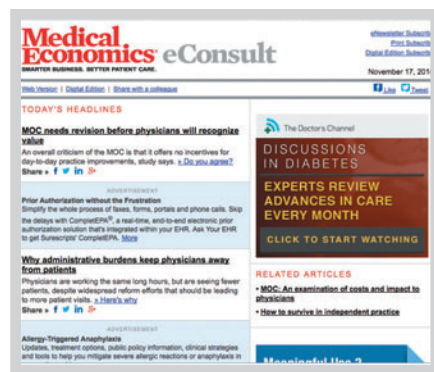 Medical
Economics® eConsult
SMARTER BUSINESS. BETTER PATIENT CARE.
eNewsletter Subscrib
Print Subscrib
Digital Edition Subscrib
November 17, 201
Web Version | Digital Edition | Share with a colleague
Like Tweet
TODAY'S HEADLINES
MOC needs revision before physicians will recognize
value
An overall criticism of the MOC is that it offers no incentives for
day-to-day practice improvements, study says. » Do you agree?
Share »
ADVERTISEMENT
Prior Authorization without the Frustration
Simplify the whole process of faxes, forms, portals and phone calls. Skip
the delays with CompletEPA®, a real-time, end-to-end electronic prior
authorization solution that's integrated within your EHR. Ask Your EHR
to get Surescripts' CompletEPA. More
Why administrative burdens keep physicians away
from patients
Physicians are working the same long hours, but are seeing fewer
patients, despite widespread reform efforts that should be leading
to more patient visits. » Here's why
Share »
ADVERTISEMENT
Allergy-Triggered Anaphylaxis
Updates, treatment options, public policy information, clinical strategies
and tools to help you mitigate severe allergic reactions or anaphylaxis in
The Doctor's Channel
DISCUSSIONS
IN DIABETES
EXPERTS REVIEW
ADVANCES IN CARE
EVERY MONTH
CLICK TO START WATCHING
RELATED ARTICLES
• MOC: An examination of costs and impact to
physicians
• How to survive in independent practice
Meaningful Use 2